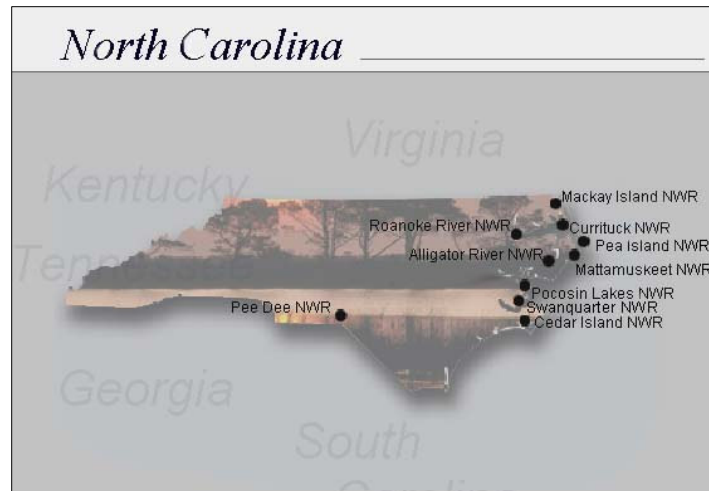 North Carolina
Virginia
Kentucky
Mackay Island NWR
Roanoke River NWR
Currituck NWR
Pea island NWR
Tennessee
Alligator River NWR
Mattamuskeet NWR
Pocosin Lakes NWR
Pee Dee NWR
Swanquarter NWR
Cedar Island NWR
Georgia
South
Carolina